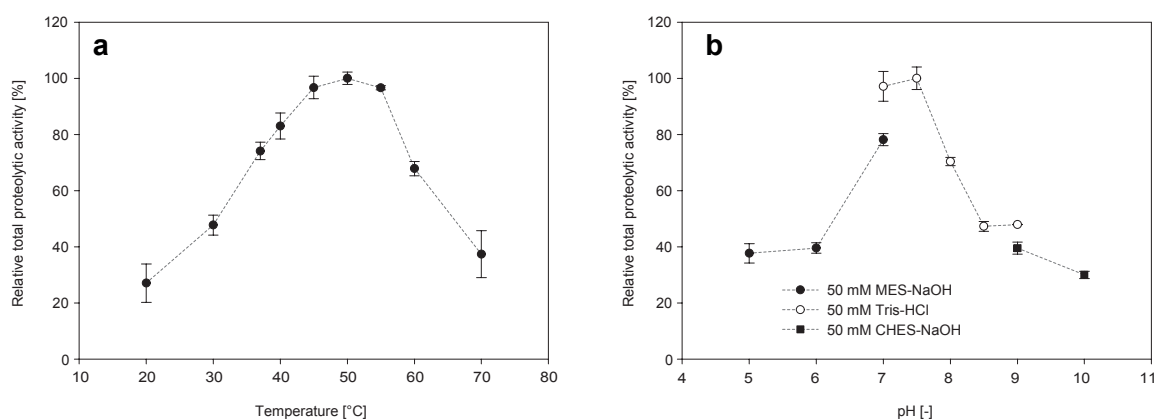 a
Relative total proteolytic activity [%]
120
100
80
60
40
20
0
10 20 30 40 50 60 70 80
Temperature [°C]
b
Relative total proteolytic activity [%]
120
100
80
60
40
20
0
50 mM MES-NaOH
50 mM Tris-HCl
50 mM CHES-NaOH
4 5 6 7 8 9 10 11
pH [-]